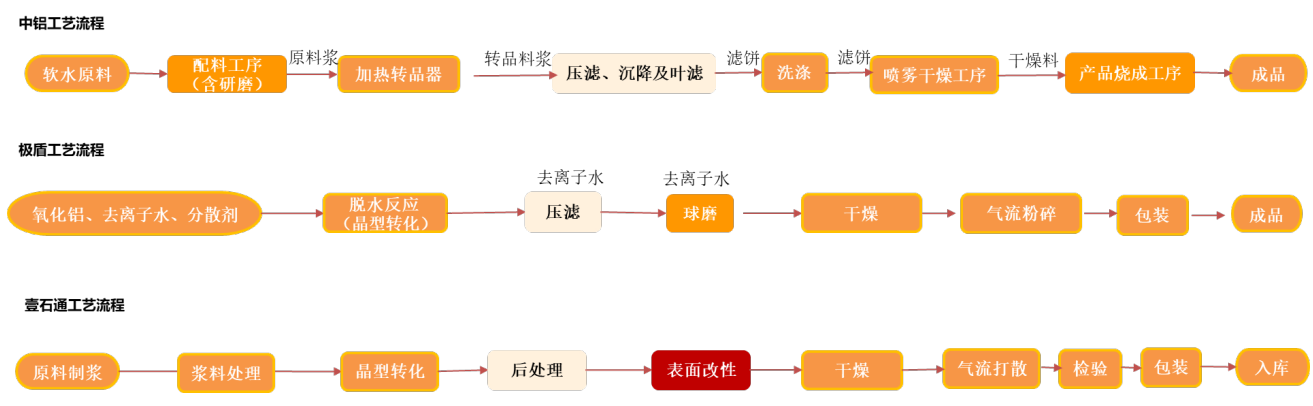 中铝工艺流程
软水原料
配料工序
(含研磨)
原料浆
加热转品器
转品料浆
压滤、沉降及叶滤
滤饼
洗涤
滤饼
喷雾干燥工序
干燥料
产品烧成工序
成品
极盾工艺流程
氧化铝、去离子水、分散剂
脱水反应
(晶型转化)
去离子水
压滤
去离子水
球磨
干燥
气流粉碎
包装
成品
壹石通工艺流程
原料制浆
浆料处理
晶型转化
后处理
表面改性
干燥
气流打散
检验
包装
入库